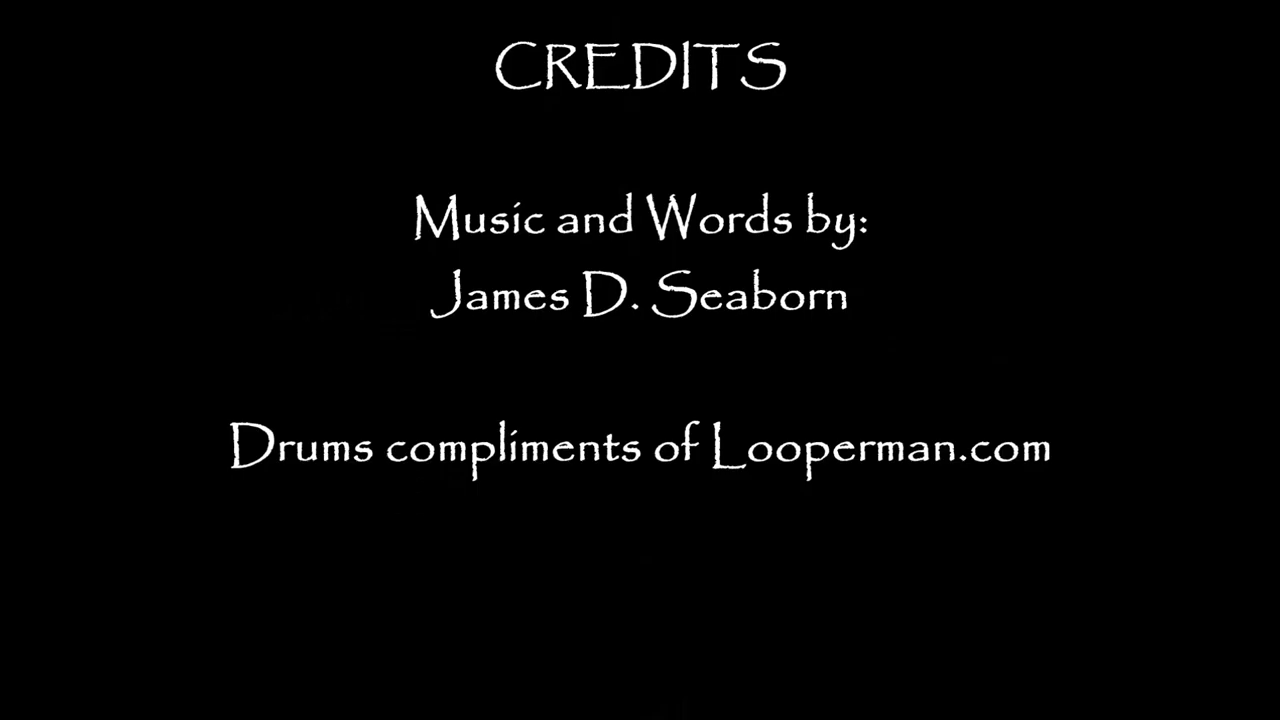 CREDITS
Music and Words by:
James D. Seaborn
Drums compliments of Looperman.com